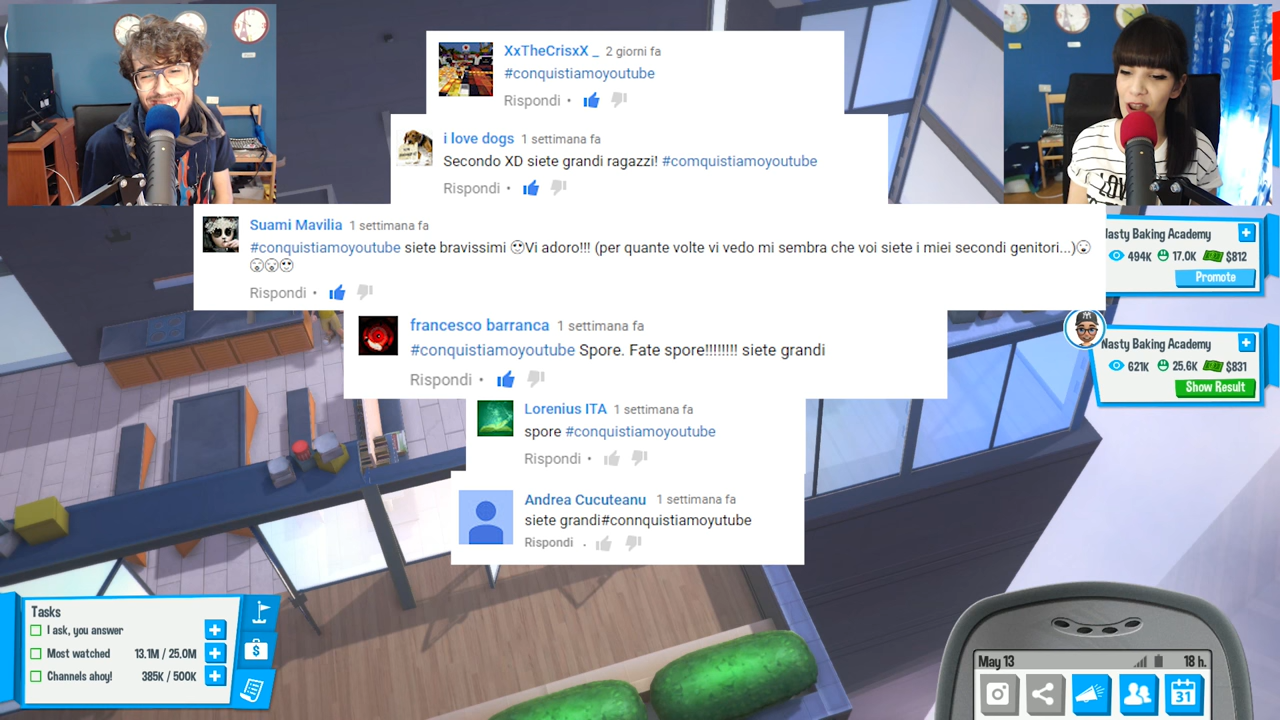 XxTheCrisxX _ 2 giorni fa
#conquistiamoyoutube
Rispondi •
i love dogs 1 settimana fa
Secondo XD siete grandi ragazzi! #comquistiamoyoutube
Rispondi •
Suami Mavilia 1 settimana fa
#conquistiamoyoutube siete bravissimi 😍Vi adoro!!! (per quante volte vi vedo mi sembra che voi siete i miei secondi genitori...)😮
😮😮😍
Rispondi •
francesco barranca 1 settimana fa
#conquistiamoyoutube Spore. Fate spore!!!!!!!! siete grandi
Rispondi •
Lorenius ITA 1 settimana fa
spore #conquistiamoyoutube
Rispondi •
Andrea Cucuteanu 1 settimana fa
siete grandi#connquistiamoyutube
Rispondi .
Nasty Baking Academy
494K 17.0K $812
Promote
Nasty Baking Academy
621K 25.6K $831
Show Result
Tasks
I ask, you answer
Most watched 13.1M / 25.0M
Channels ahoy! 385K / 500K
May 13 18 h.
31